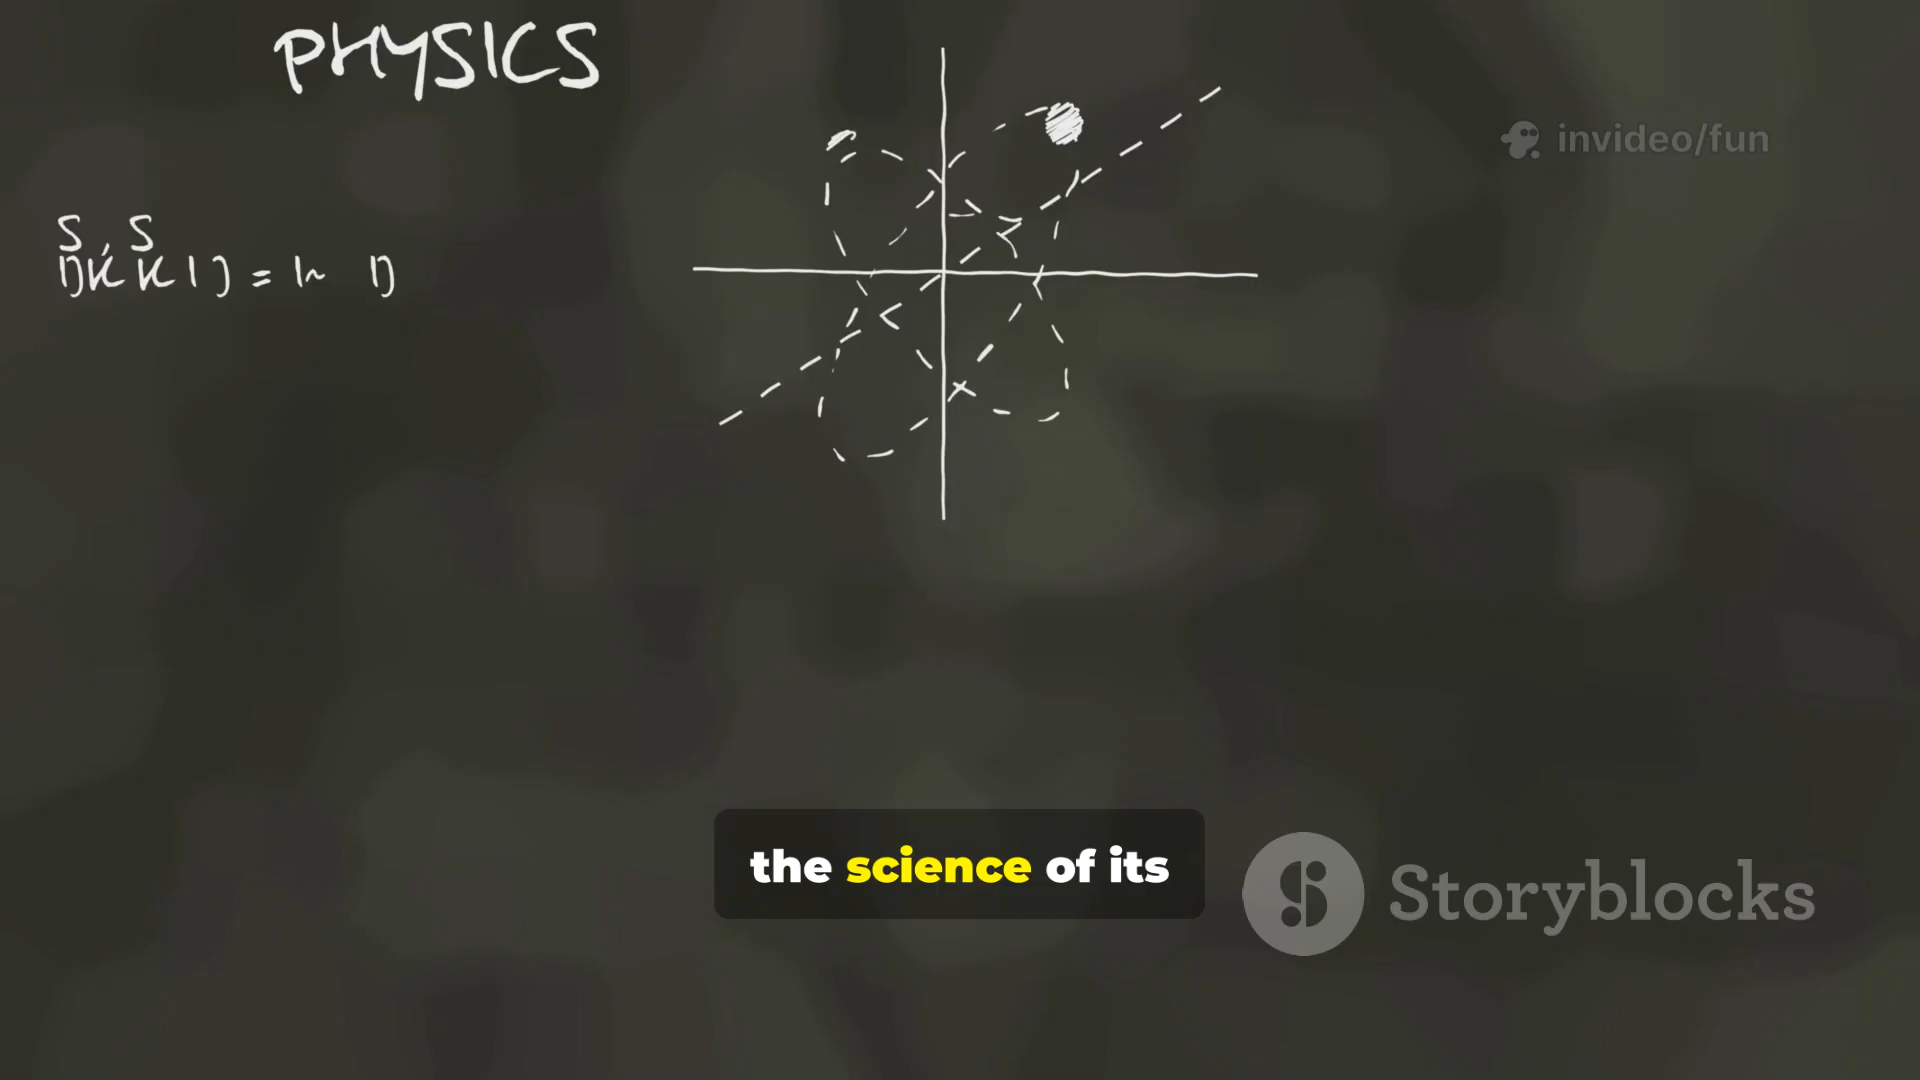 PHYSICS
invideo/fun
the science of its
Storyblocks